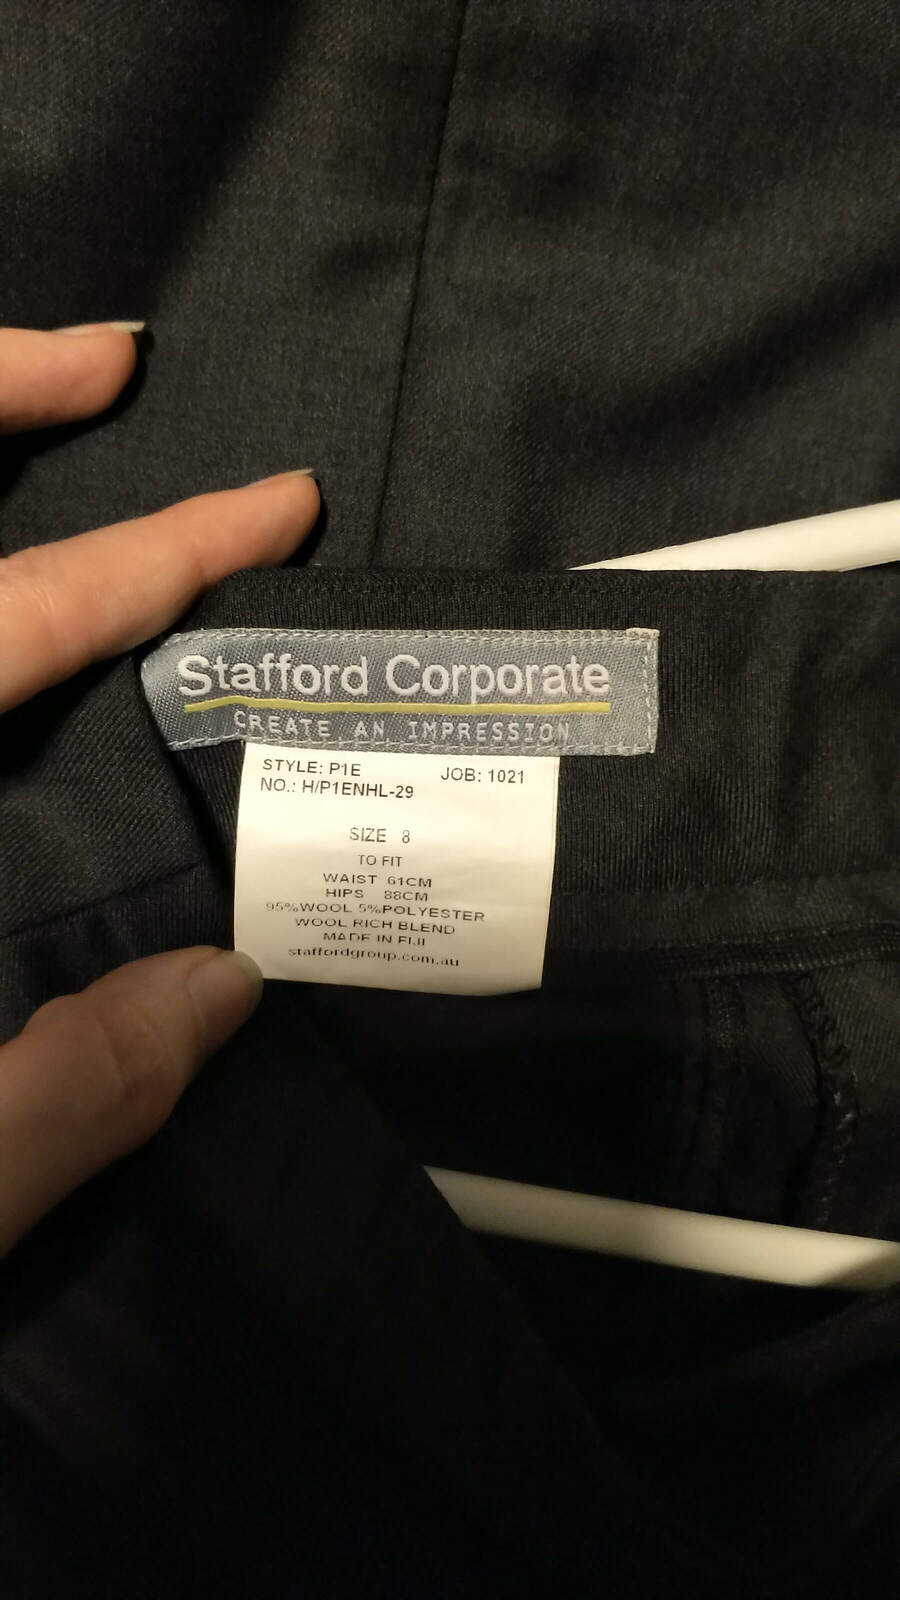 Stafford Corporate
CREATE AN IMPRESSION
STYLE: P1E JOB: 1021
NO.: H/P1ENHL-29
SIZE 8
TO FIT
WAIST 61CM
HIPS 88CM
95%WOOL 5%POLYESTER
WOOL RICH BLEND
MADE IN FIJI
staffordgroup.com.au